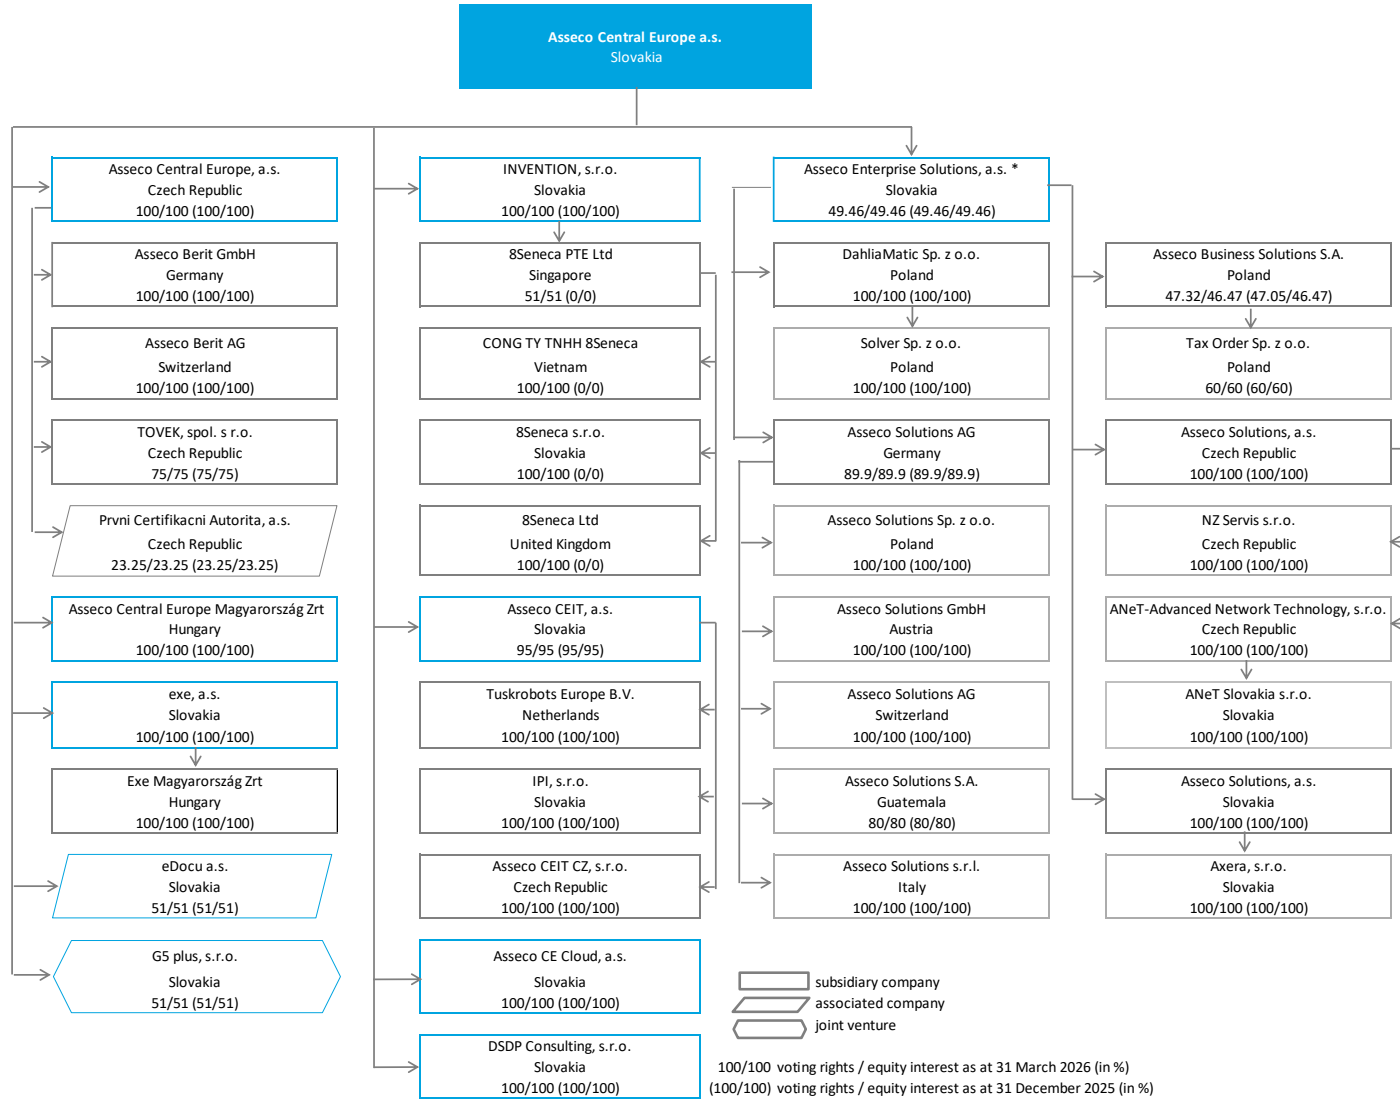 Asseco Central Europe a.s.
Slovakia
Asseco Central Europe, a.s.
Czech Republic
100/100 (100/100)
Asseco Berit GmbH
Germany
100/100 (100/100)
Asseco Berit AG
Switzerland
100/100 (100/100)
TOVEK, spol. s r.o.
Czech Republic
75/75 (75/75)
Prvni Certifikacni Autorita, a.s.
Czech Republic
23.25/23.25 (23.25/23.25)
Asseco Central Europe Magyarország Zrt
Hungary
100/100 (100/100)
exe, a.s.
Slovakia
100/100 (100/100)
Exe Magyarország Zrt
Hungary
100/100 (100/100)
eDocu a.s.
Slovakia
51/51 (51/51)
G5 plus, s.r.o.
Slovakia
51/51 (51/51)
INVENTION, s.r.o.
Slovakia
100/100 (100/100)
8Seneca PTE Ltd
Singapore
51/51 (0/0)
CONG TY TNHH 8Seneca
Vietnam
100/100 (0/0)
8Seneca s.r.o.
Slovakia
100/100 (0/0)
8Seneca Ltd
United Kingdom
100/100 (0/0)
Asseco CEIT, a.s.
Slovakia
95/95 (95/95)
Tuskrobots Europe B.V.
Netherlands
100/100 (100/100)
IPI, s.r.o.
Slovakia
100/100 (100/100)
Asseco CEIT CZ, s.r.o.
Czech Republic
100/100 (100/100)
Asseco CE Cloud, a.s.
Slovakia
100/100 (100/100)
DSDP Consulting, s.r.o.
Slovakia
100/100 (100/100)
Asseco Enterprise Solutions, a.s. *
Slovakia
49.46/49.46 (49.46/49.46)
DahliaMatic Sp. z o.o.
Poland
100/100 (100/100)
Solver Sp. z o.o.
Poland
100/100 (100/100)
Asseco Solutions AG
Germany
89.9/89.9 (89.9/89.9)
Asseco Solutions Sp. z o.o.
Poland
100/100 (100/100)
Asseco Solutions GmbH
Austria
100/100 (100/100)
Asseco Solutions AG
Switzerland
100/100 (100/100)
Asseco Solutions S.A.
Guatemala
80/80 (80/80)
Asseco Solutions s.r.l.
Italy
100/100 (100/100)
Asseco Business Solutions S.A.
Poland
47.32/46.47 (47.05/46.47)
Tax Order Sp. z o.o.
Poland
60/60 (60/60)
Asseco Solutions, a.s.
Czech Republic
100/100 (100/100)
NZ Servis s.r.o.
Czech Republic
100/100 (100/100)
ANeT-Advanced Network Technology, s.r.o.
Czech Republic
100/100 (100/100)
ANeT Slovakia s.r.o.
Slovakia
100/100 (100/100)
Asseco Solutions, a.s.
Slovakia
100/100 (100/100)
Axera, s.r.o.
Slovakia
100/100 (100/100)
subsidiary company
associated company
joint venture
100/100 voting rights / equity interest as at 31 March 2026 (in %)
(100/100) voting rights / equity interest as at 31 December 2025 (in %)